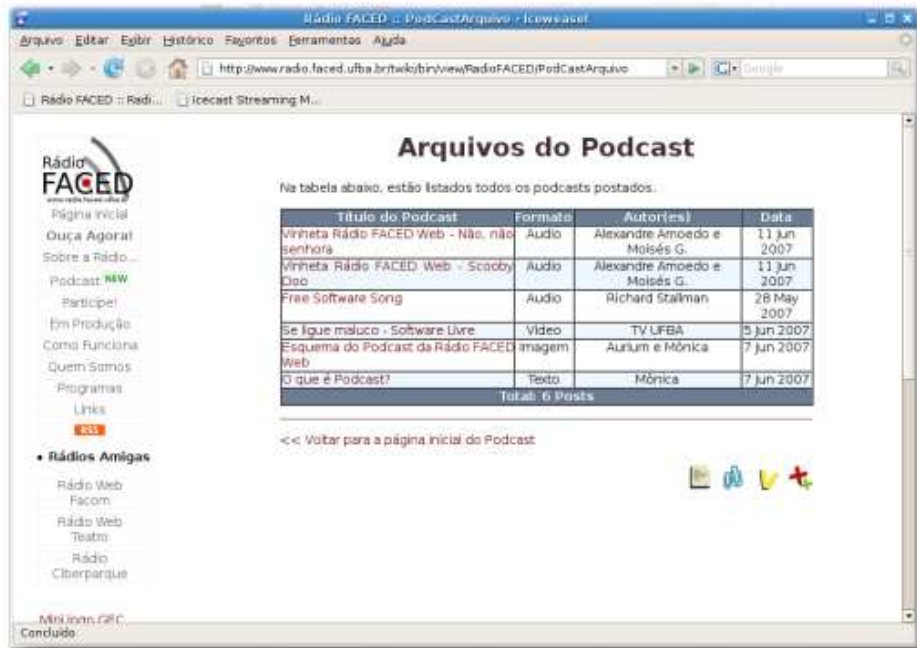 Rádio FACED :: PodCastArquivo - Iceweasel
Arquivo Editar Exibir Histórico Favoritos Ferramentas Ajuda
http://www.radio.faced.ufba.br/twiki/bin/view/RadioFACED/PodCastArquivo
Google
Rádio FACED :: Radi...
Icecast Streaming M...
Rádio
FACED
www.radio.faced.ufba.br
Página Inicial
Ouça Agora!
Sobre a Rádio...
Podcast NEW
Participe!
Em Produção
Como Funciona
Quem Somos
Programas
Links
RSS
• Rádios Amigas
Rádio Web
Facom
Rádio Web
Teatro
Rádio
Ciberparque
Arquivos do Podcast
Na tabela abaixo, estão listados todos os podcasts postados.
Título do Podcast Formato Autor(es) Data
Vinheta Rádio FACED Web - Não, não senhora Audio Alexandre Amoedo e Moisés G. 11 Jun 2007
Vinheta Rádio FACED Web - Scooby Doo Audio Alexandre Amoedo e Moisés G. 11 Jun 2007
Free Software Song Audio Richard Stallman 28 May 2007
Se ligue maluco - Software Livre Video TV UFBA 5 Jun 2007
Esquema do Podcast da Rádio FACED Web Imagem Aurium e Mônica 7 Jun 2007
O que é Podcast? Texto Mônica 7 Jun 2007
Total: 6 Posts
<< Voltar para a página inicial do Podcast
Concluído